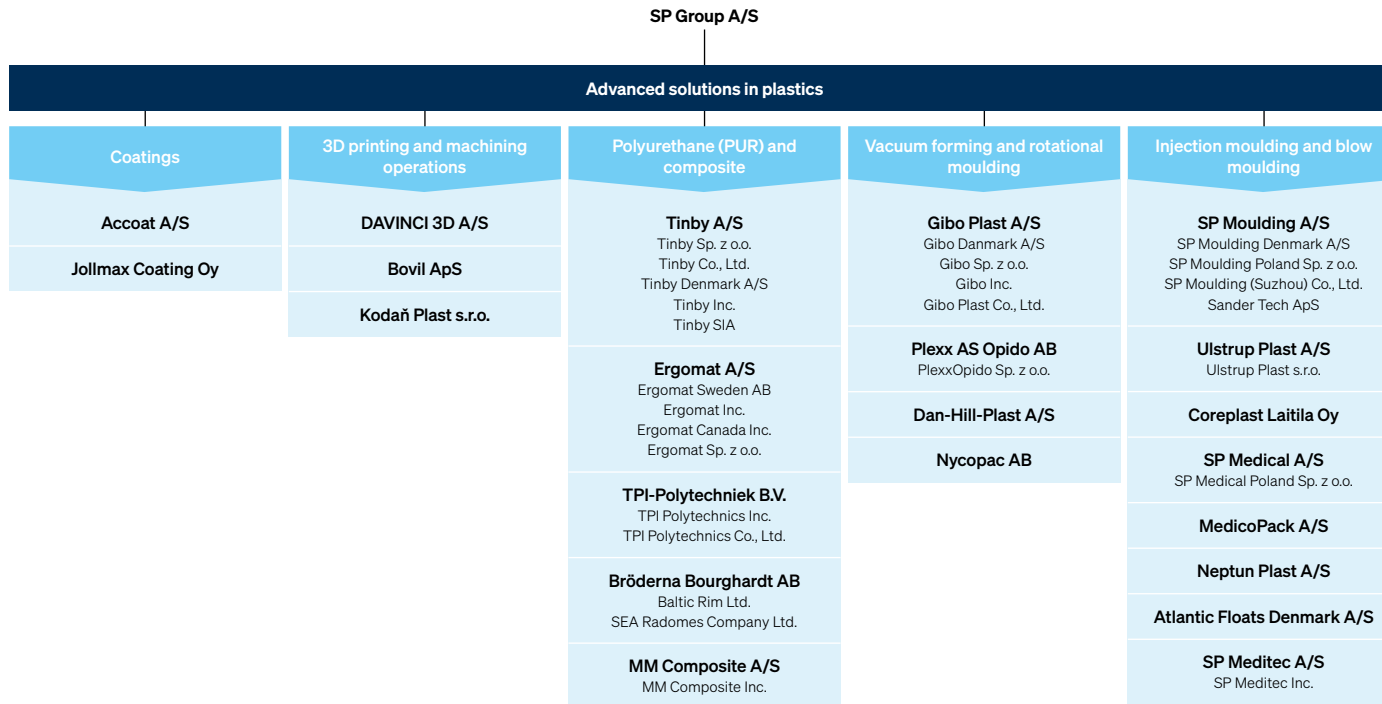 SP Group A/S
Advanced solutions in plastics
Coatings
Accoat A/S
Jollmax Coating Oy
3D printing and machining
operations
DAVINCI 3D A/S
Bovil ApS
Kodaň Plast s.r.o.
Polyurethane (PUR) and
composite
Tinby A/S
Tinby Sp. z o.o.
Tinby Co., Ltd.
Tinby Denmark A/S
Tinby Inc.
Tinby SIA
Ergomat A/S
Ergomat Sweden AB
Ergomat Inc.
Ergomat Canada Inc.
Ergomat Sp. z o.o.
TPI-Polytechniek B.V.
TPI Polytechnics Inc.
TPI Polytechnics Co., Ltd.
Bröderna Bourghardt AB
Baltic Rim Ltd.
SEA Radomes Company Ltd.
MM Composite A/S
MM Composite Inc.
Vacuum forming and rotational
moulding
Gibo Plast A/S
Gibo Danmark A/S
Gibo Sp. z o.o.
Gibo Inc.
Gibo Plast Co., Ltd.
Plexx AS Opido AB
PlexxOpido Sp. z o.o.
Dan-Hill-Plast A/S
Nycopac AB
Injection moulding and blow
moulding
SP Moulding A/S
SP Moulding Denmark A/S
SP Moulding Poland Sp. z o.o.
SP Moulding (Suzhou) Co., Ltd.
Sander Tech ApS
Ulstrup Plast A/S
Ulstrup Plast s.r.o.
Coreplast Laitila Oy
SP Medical A/S
SP Medical Poland Sp. z o.o.
MedicoPack A/S
Neptun Plast A/S
Atlantic Floats Denmark A/S
SP Meditec A/S
SP Meditec Inc.